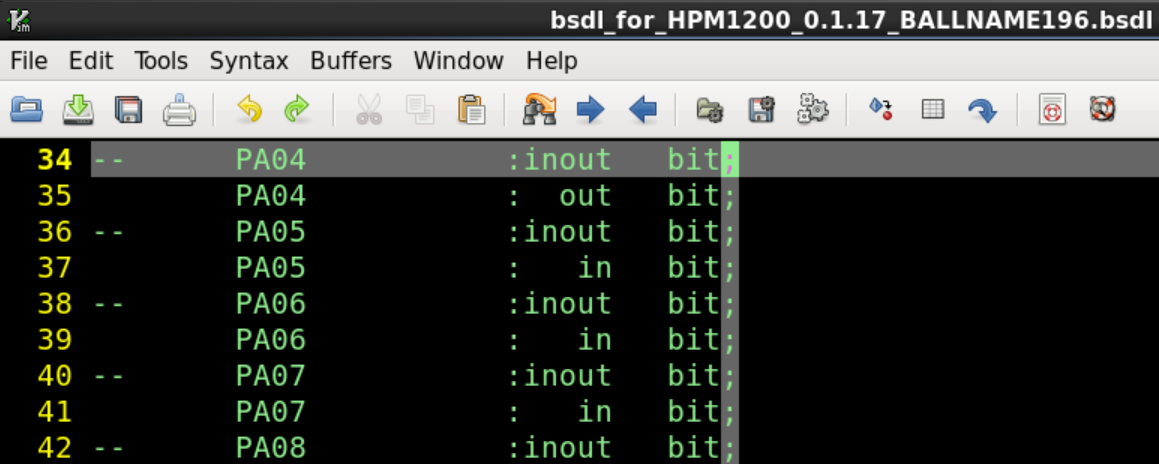 bsdl_for_HPM1200_0.1.17_BALLNAME196.bsdl
File Edit Tools Syntax Buffers Window Help
34 --      PA04           :inout   bit;
35         PA04           :  out   bit;
36 --      PA05           :inout   bit;
37         PA05           :   in   bit;
38 --      PA06           :inout   bit;
39         PA06           :   in   bit;
40 --      PA07           :inout   bit;
41         PA07           :   in   bit;
42 --      PA08           :inout   bit;